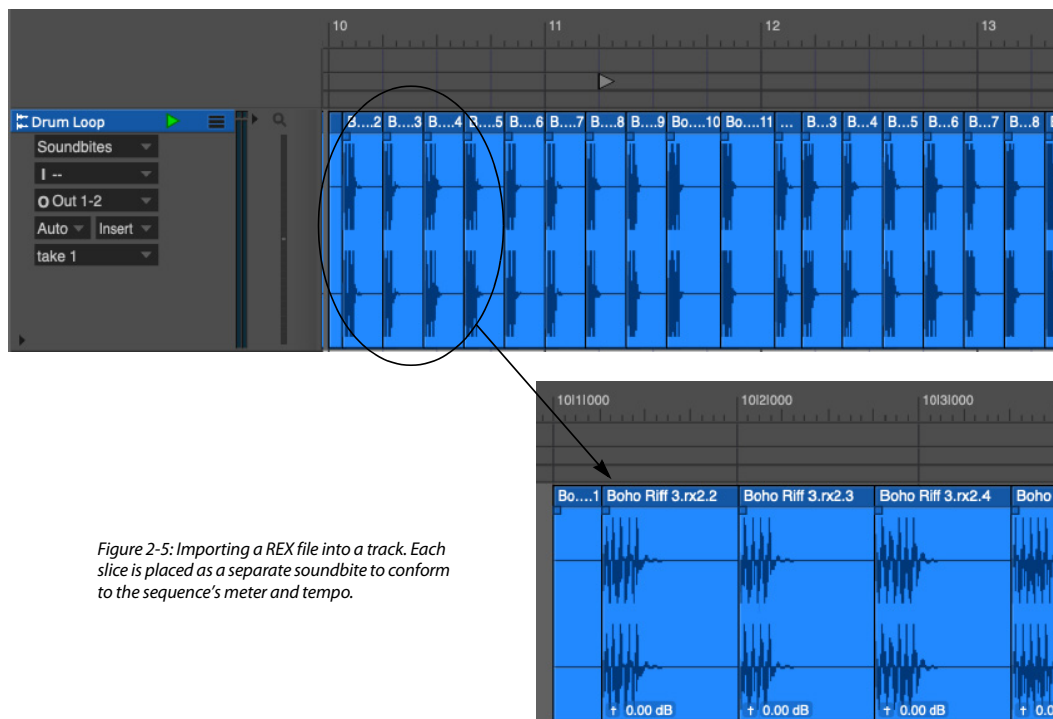 10 11 12 13
Drum Loop
B....2 B...3 B....4 B....5 B...6 B....7 B....8 B....9 Bo....10 Bo....11 ... B...3 B....4 B...5 B...6 B...7 B...8
Soundbites
I --
O Out 1-2
Auto Insert
take 1
10|1|000 10|2|000 10|3|000
Bo....1 Boho Riff 3.rx2.2 Boho Riff 3.rx2.3 Boho Riff 3.rx2.4 Boho
0.00 dB 0.00 dB 0.00 dB 0.0
Figure 2-5: Importing a REX file into a track. Each
slice is placed as a separate soundbite to conform
to the sequence’s meter and tempo.